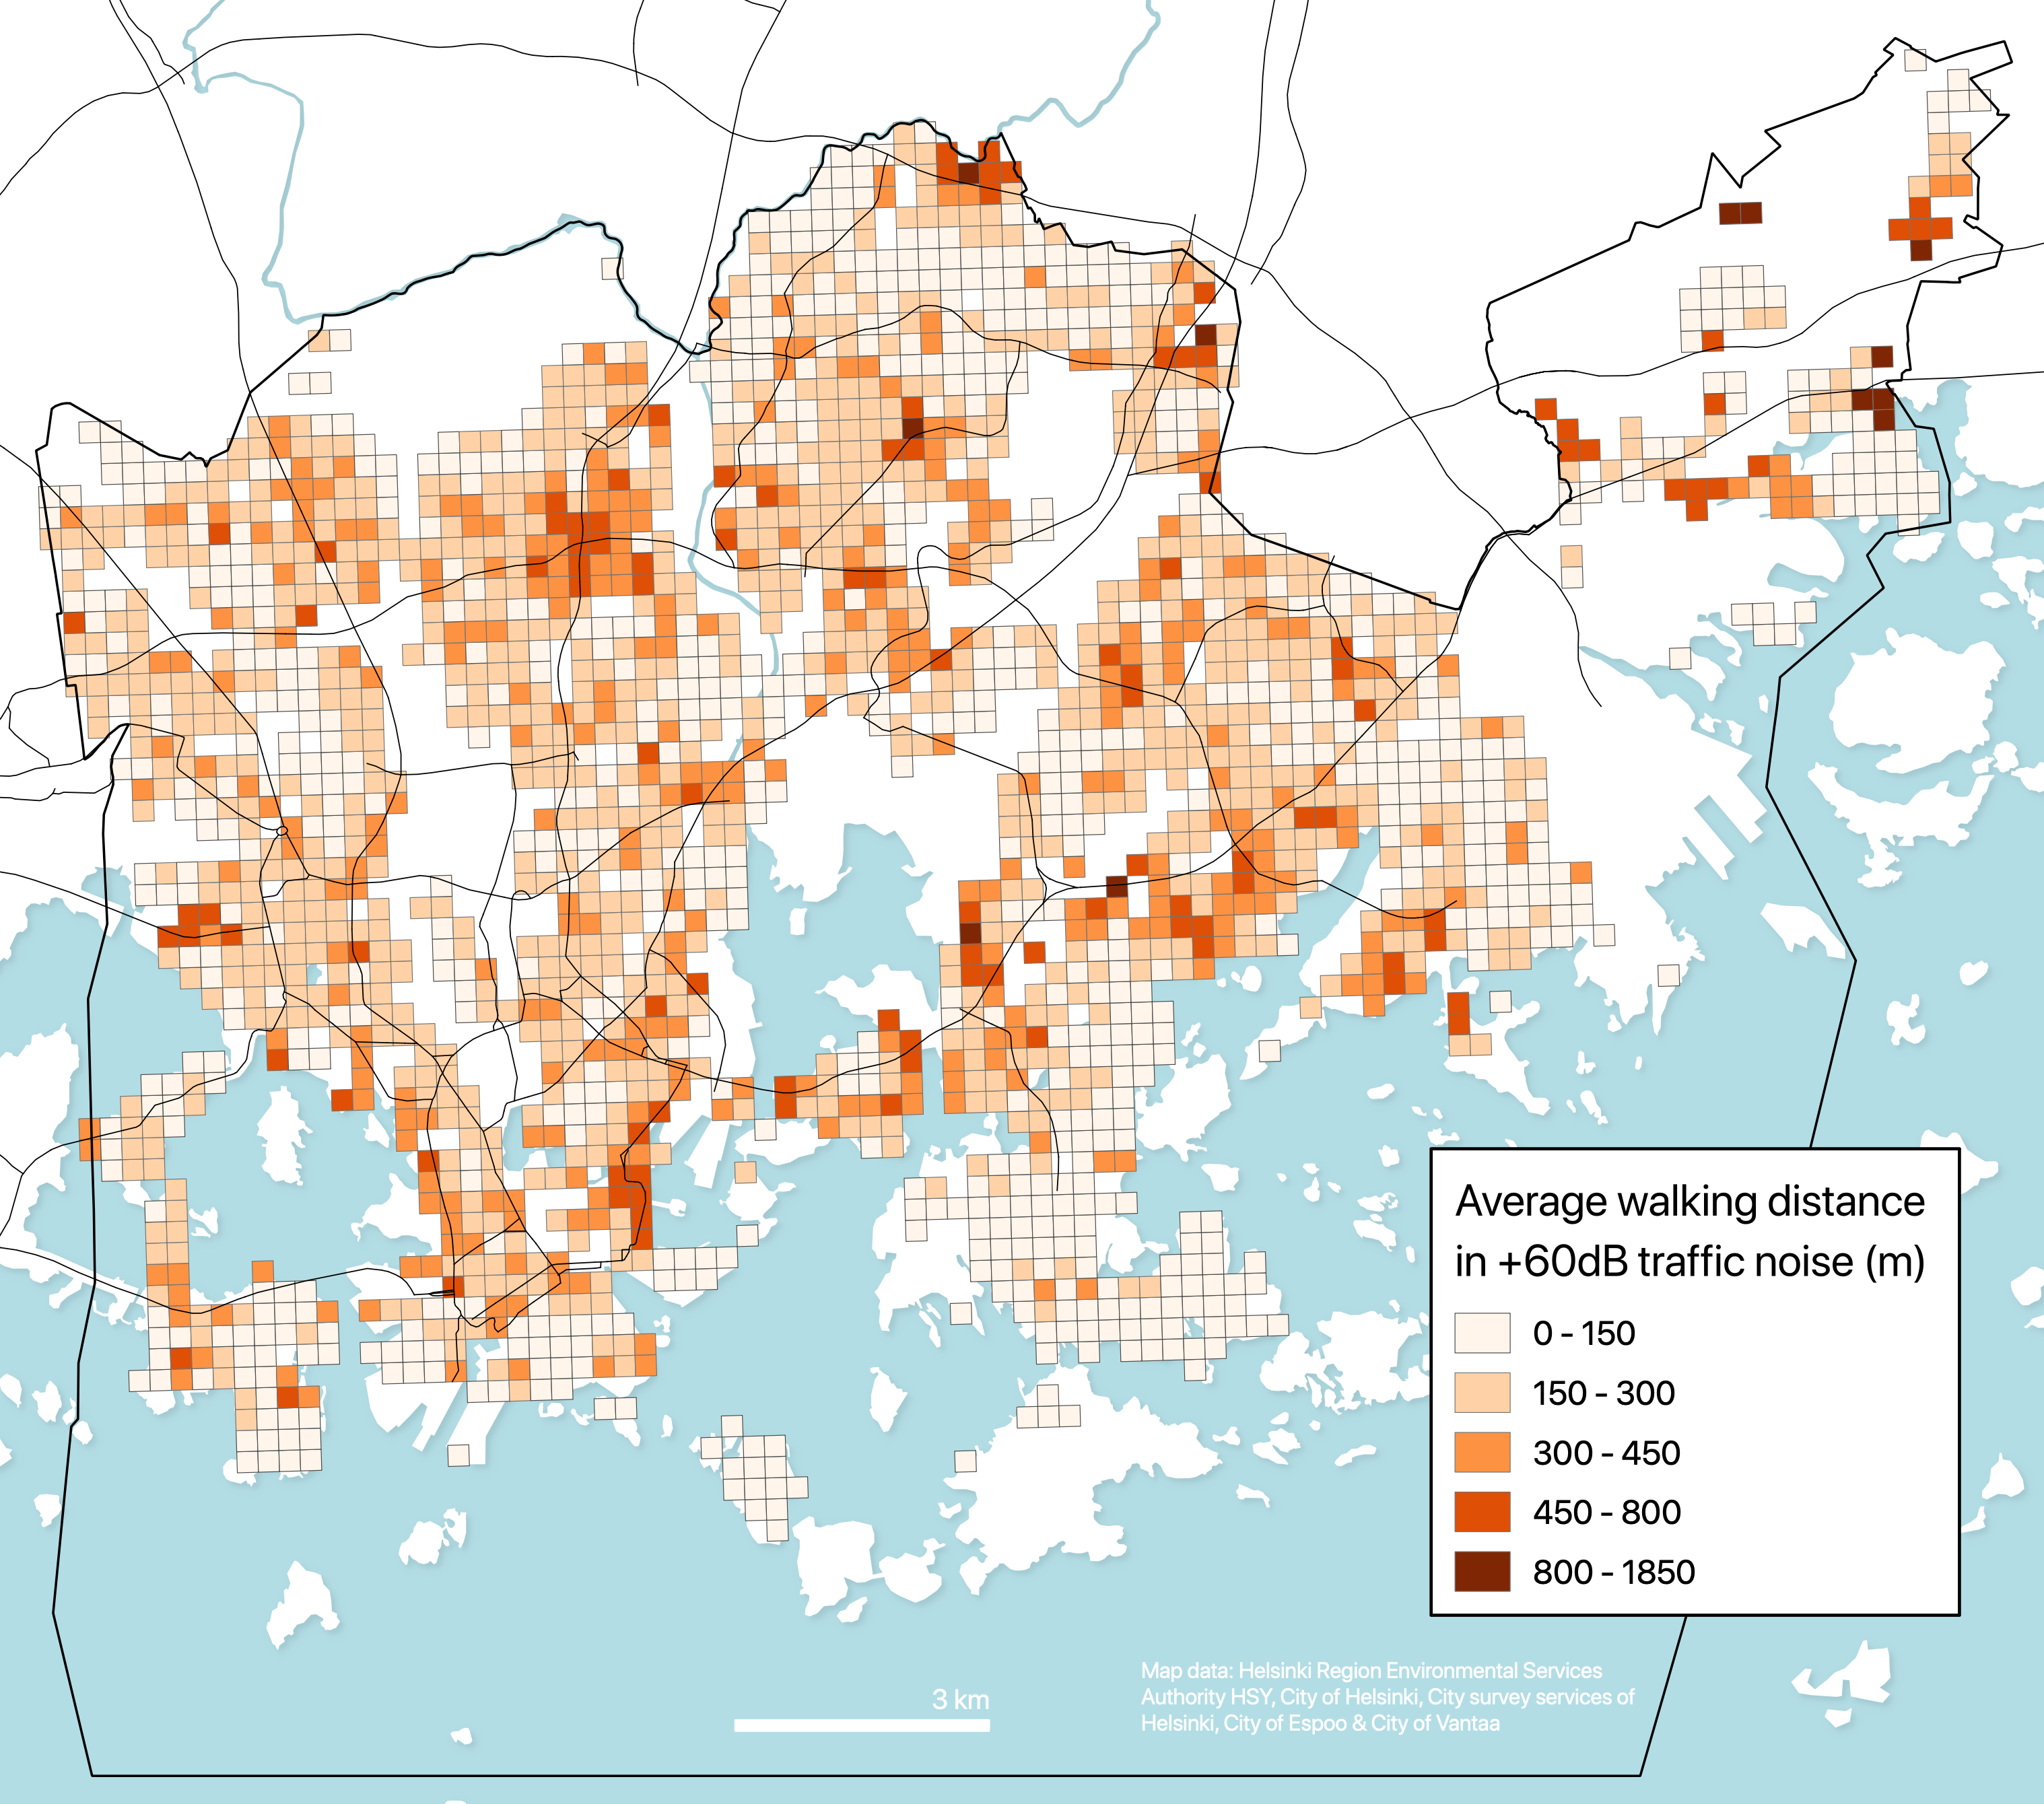 Average walking distance
in +60dB traffic noise (m)
0 - 150
150 - 300
300 - 450
450 - 800
800 - 1850
3 km
Map data: Helsinki Region Environmental Services
Authority HSY, City of Helsinki, City survey services of
Helsinki, City of Espoo & City of Vantaa